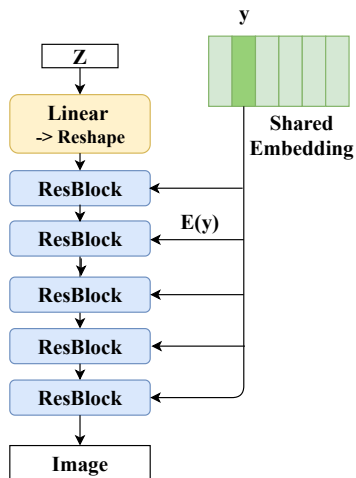 y
Z
Linear
-> Reshape
Shared
Embedding
ResBlock
E(y)
ResBlock
ResBlock
ResBlock
ResBlock
Image